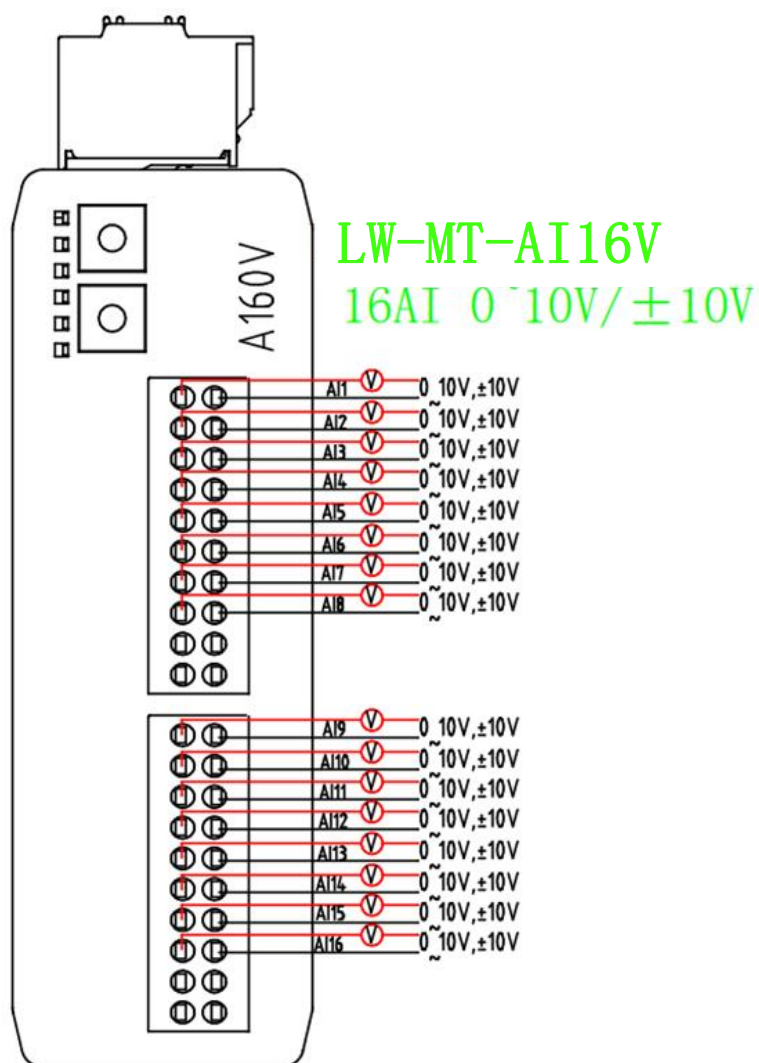 LW-MT-AI16V
16AI 0~10V/±10V
A160V
AI1 V 0~10V,±10V
AI2 V 0~10V,±10V
AI3 V 0~10V,±10V
AI4 V 0~10V,±10V
AI5 V 0~10V,±10V
AI6 V 0~10V,±10V
AI7 V 0~10V,±10V
AI8 V 0~10V,±10V
AI9 V 0~10V,±10V
AI10 V 0~10V,±10V
AI11 V 0~10V,±10V
AI12 V 0~10V,±10V
AI13 V 0~10V,±10V
AI14 V 0~10V,±10V
AI15 V 0~10V,±10V
AI16 V 0~10V,±10V